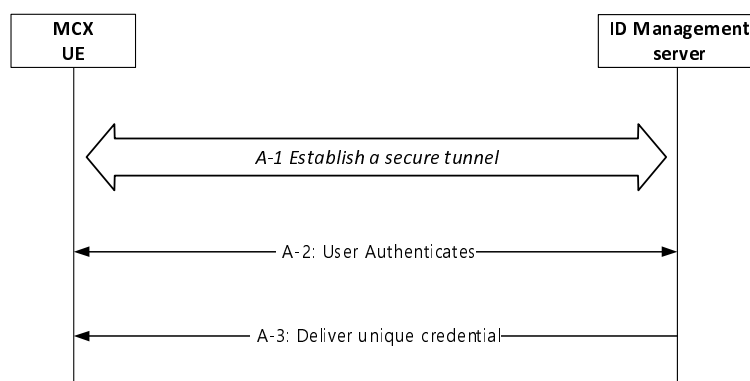 MCX
UE
ID Management
server
A-1 Establish a secure tunnel
A-2: User Authenticates
A-3: Deliver unique credential